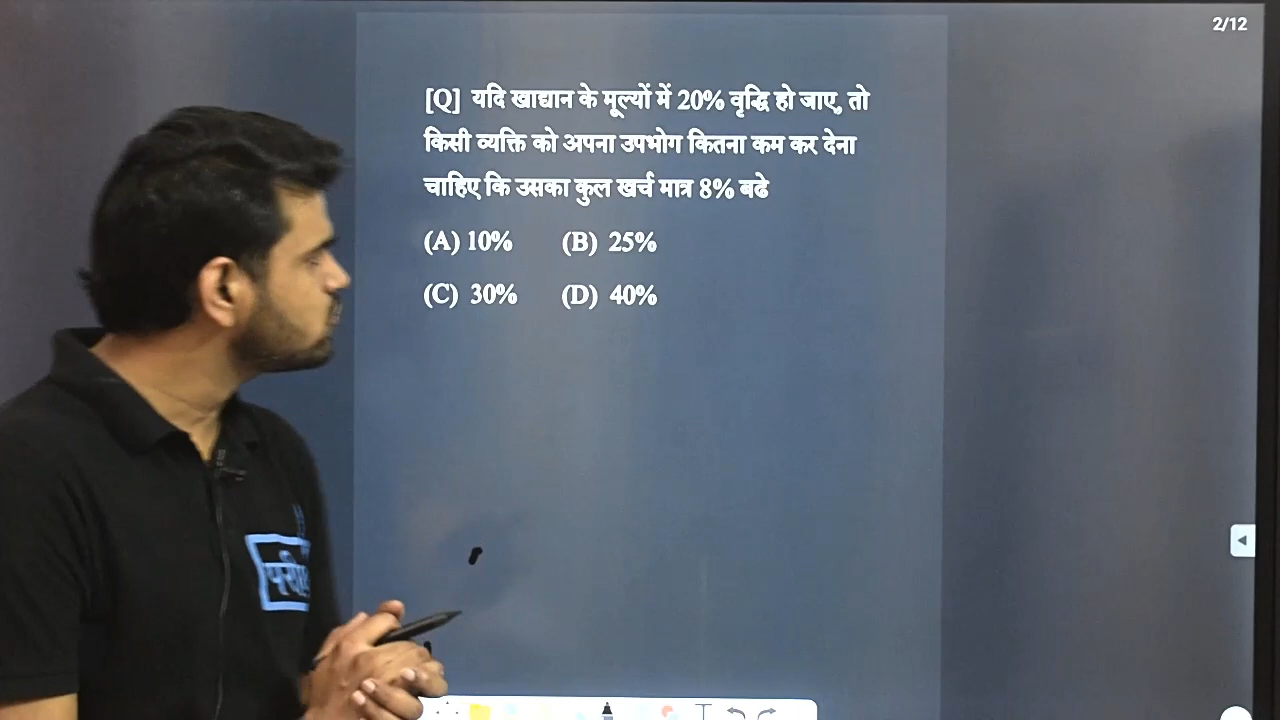 2/12
[Q] यदि खाद्यान के मूल्यों में 20% वृद्धि हो जाए, तो
किसी व्यक्ति को अपना उपभोग कितना कम कर देना
चाहिए कि उसका कुल खर्च मात्र 8% बढे
(A) 10% (B) 25%
(C) 30% (D) 40%